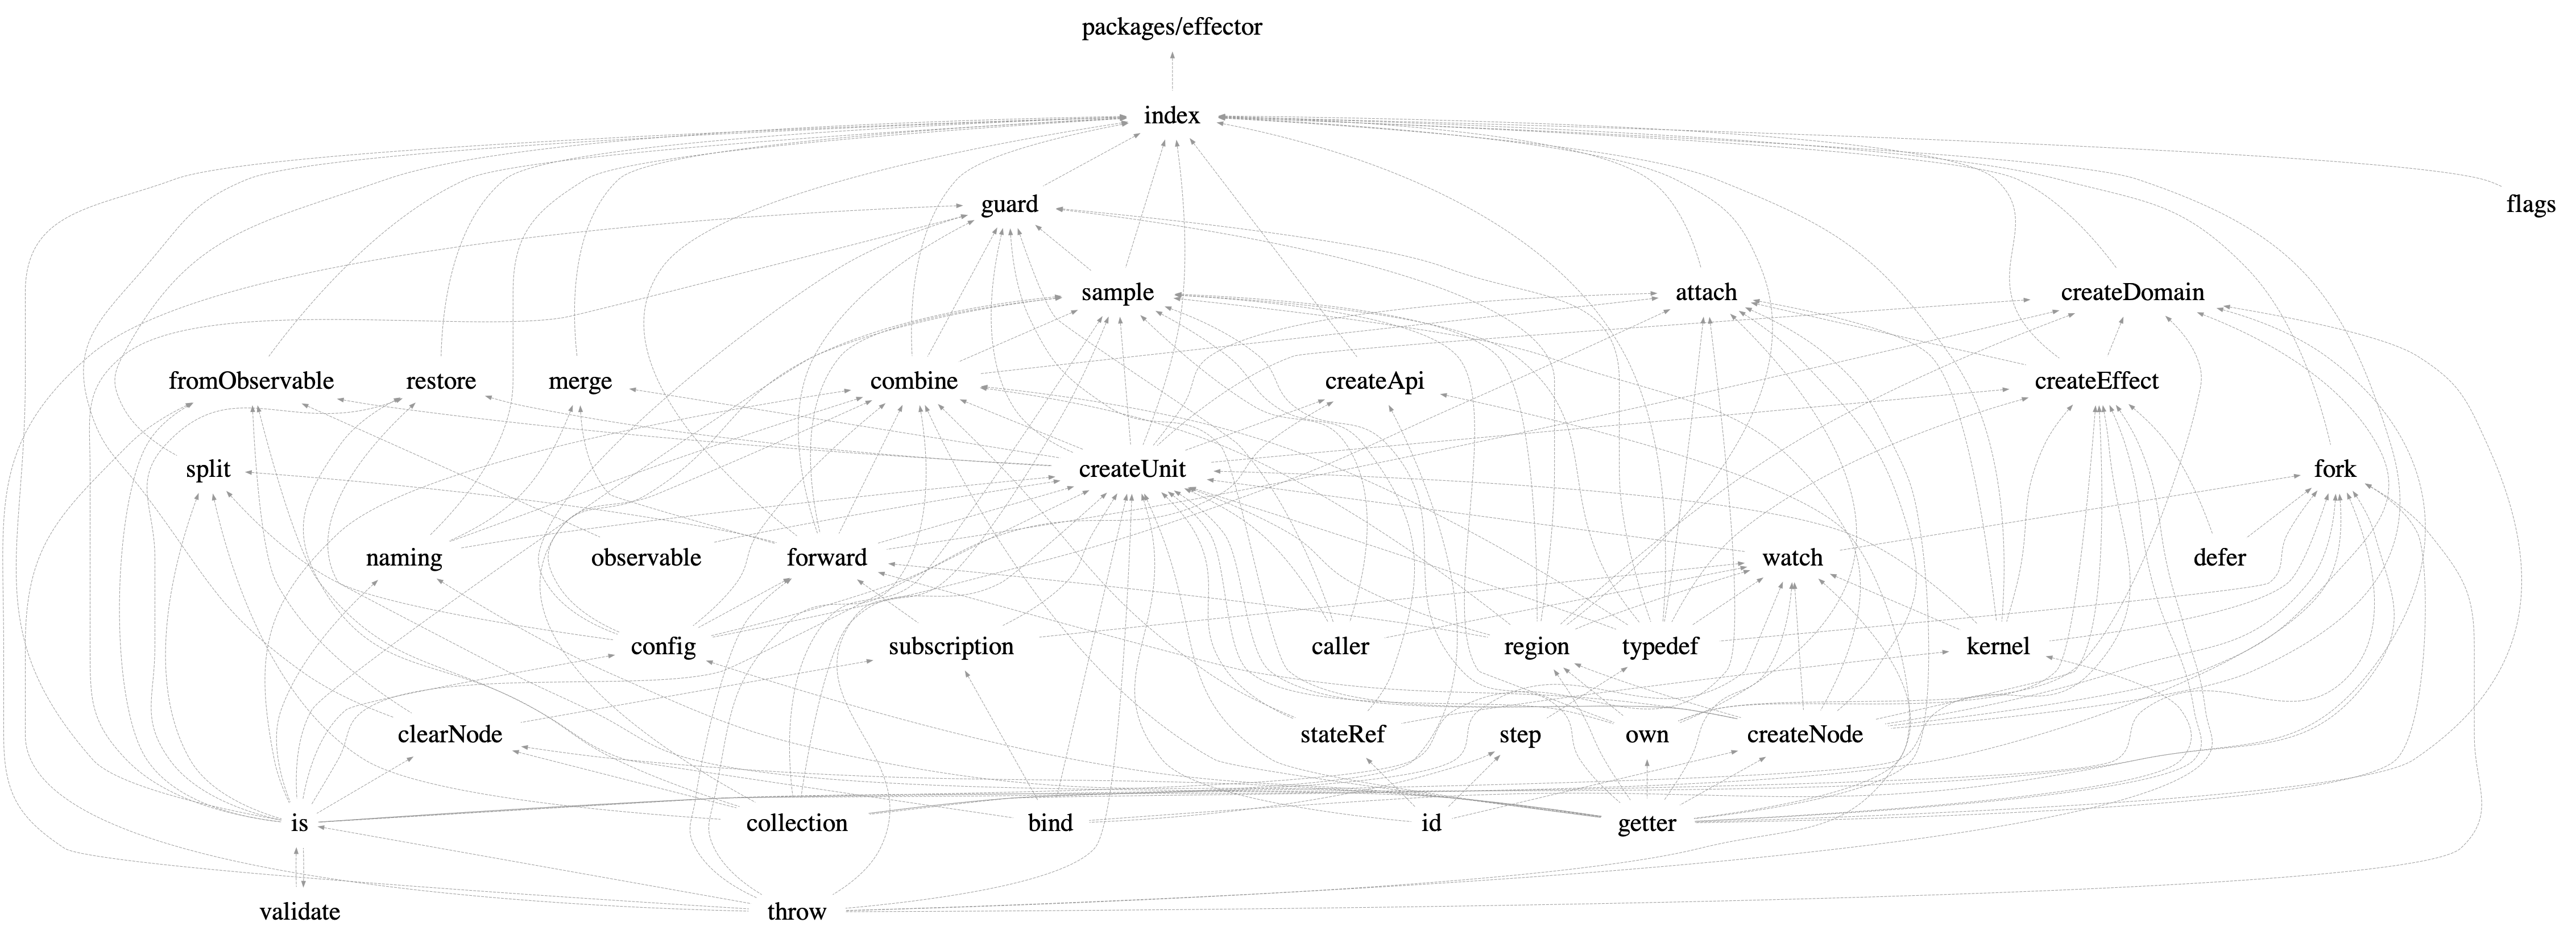 packages/effector
index
guard
flags
sample
attach
createDomain
fromObservable
restore
merge
combine
createApi
createEffect
split
createUnit
fork
naming
observable
forward
watch
defer
config
subscription
caller
region
typedef
kernel
clearNode
stateRef
step
own
createNode
is
collection
bind
id
getter
validate
throw